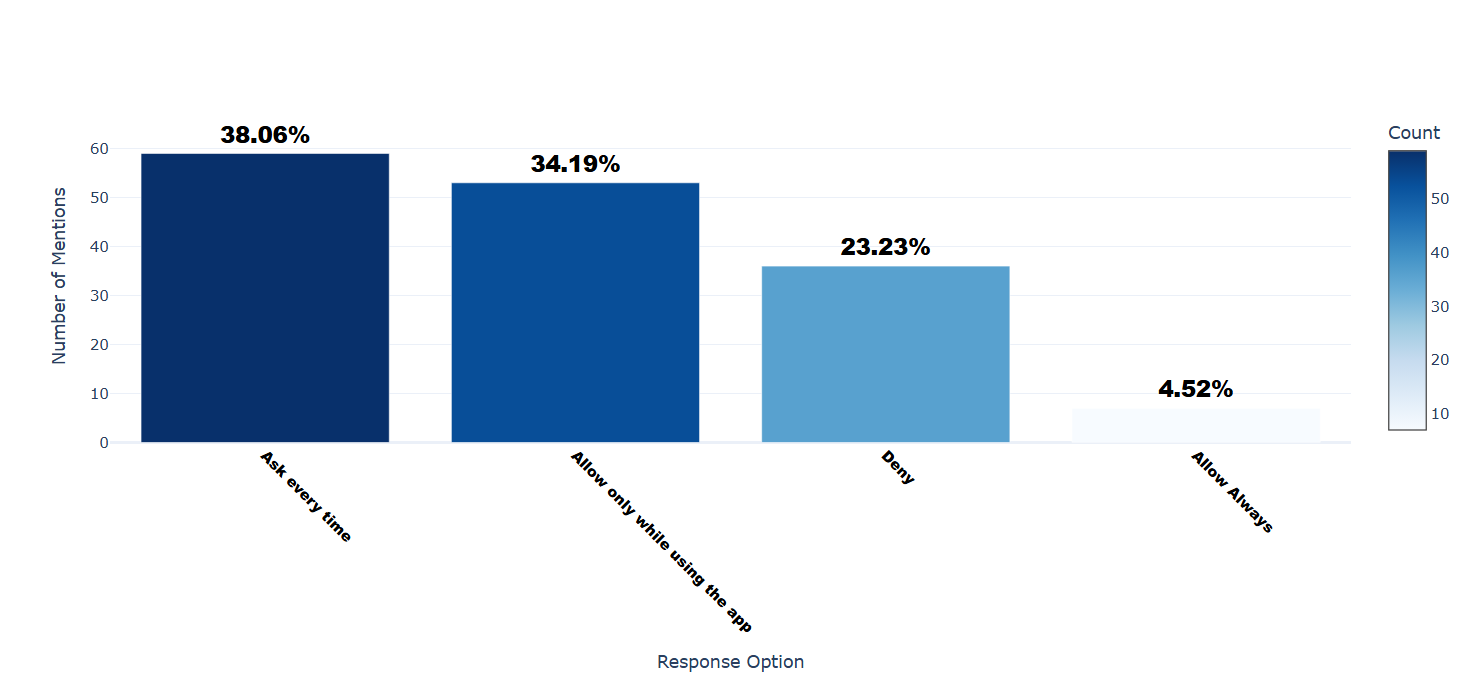 38.06%
34.19%
23.23%
4.52%
60
50
40
30
20
10
0
Number of Mentions
Ask every time
Allow only while using the app
Deny
Allow Always
Response Option
Count
50
40
30
20
10